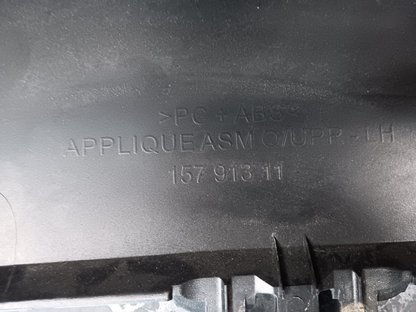 >PC + ABS<
APPLIQUE ASM C/UPR - LH
157 913 11